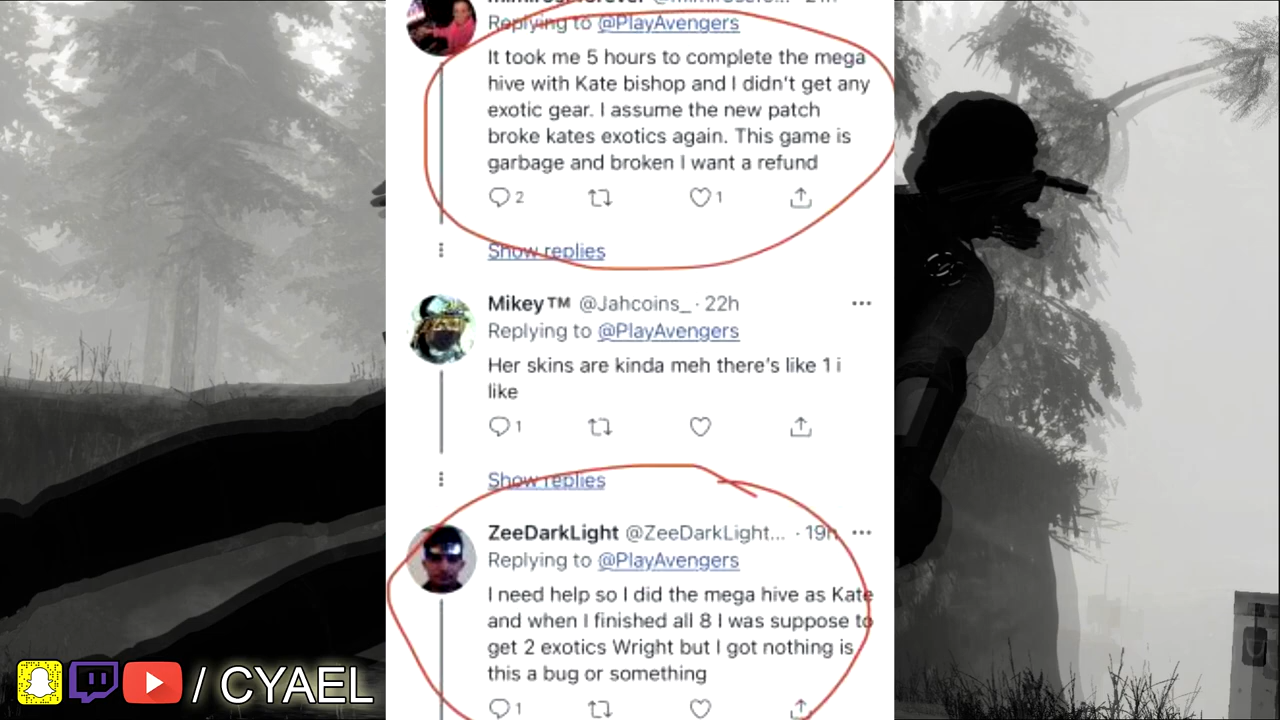 Replying to @PlayAvengers
It took me 5 hours to complete the mega
hive with Kate bishop and I didn't get any
exotic gear. I assume the new patch
broke kates exotics again. This game is
garbage and broken I want a refund
2 1
Show replies
Mikey™ @Jahcoins_ · 22h
Replying to @PlayAvengers
Her skins are kinda meh there's like 1 i
like
1
Show replies
ZeeDarkLight @ZeeDarkLight... · 19h
Replying to @PlayAvengers
I need help so I did the mega hive as Kate
and when I finished all 8 I was suppose to
get 2 exotics Wright but I got nothing is
this a bug or something
1
/ CYAEL